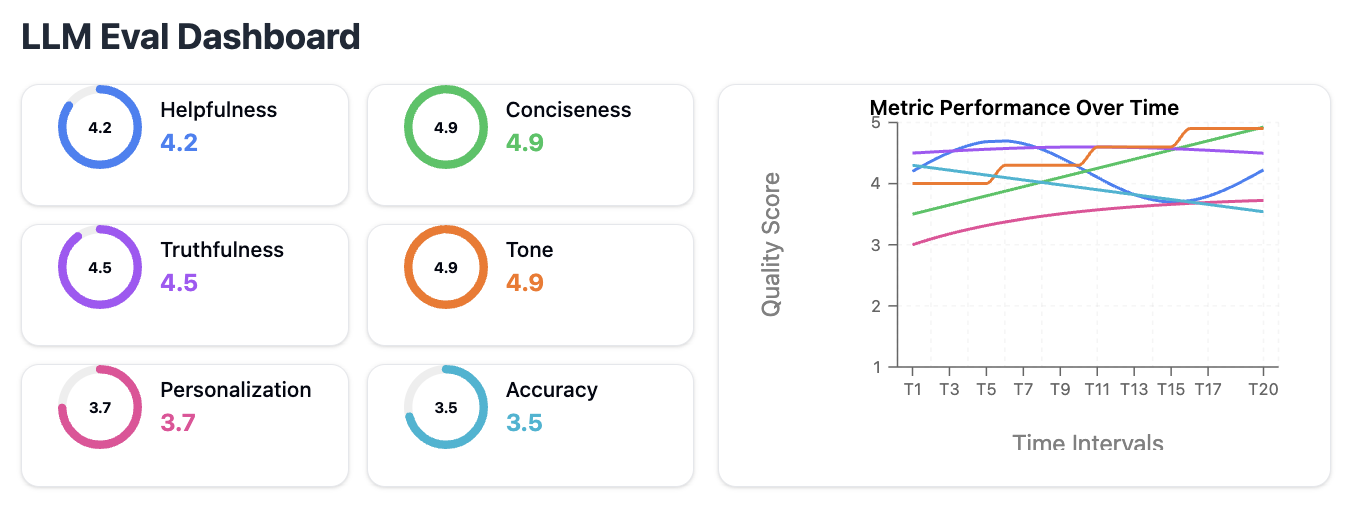 LLM Eval Dashboard
4.2
Helpfulness
4.2
4.9
Conciseness
4.9
4.5
Truthfulness
4.5
4.9
Tone
4.9
3.7
Personalization
3.7
3.5
Accuracy
3.5
Metric Performance Over Time
Quality Score
5
4
3
2
1
T1 T3 T5 T7 T9 T11 T13 T15 T17 T20
Time Intervals